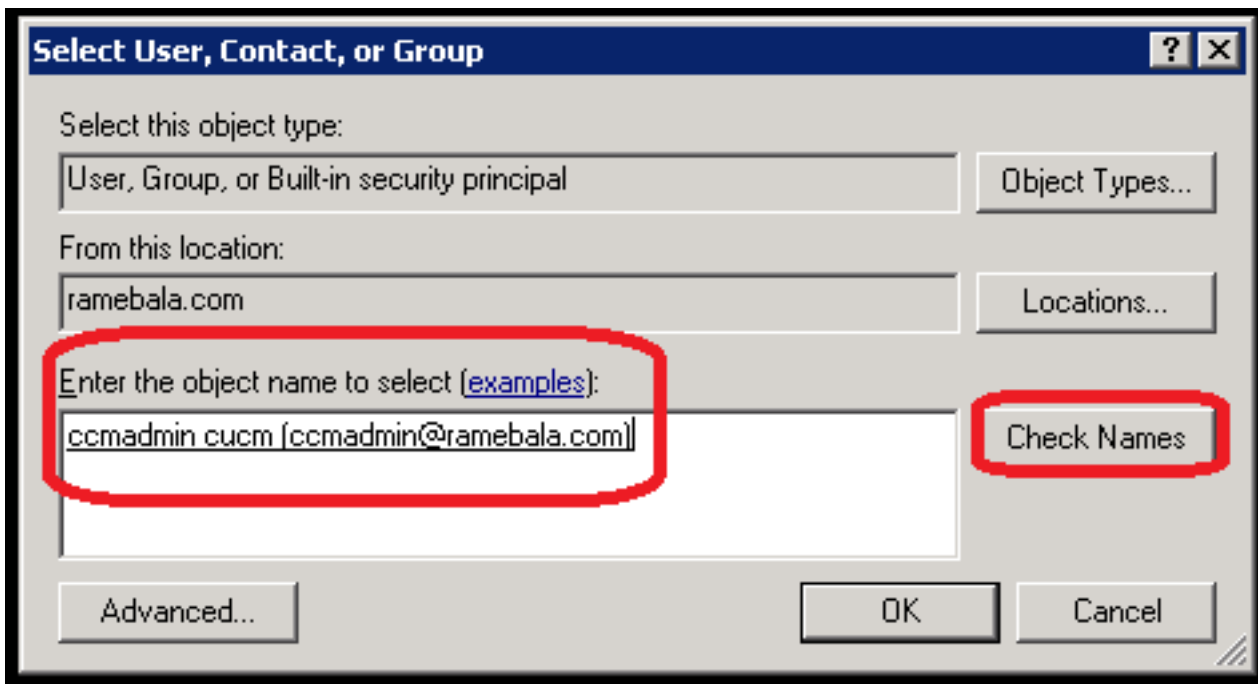 Select User, Contact, or Group
Select this object type:
User, Group, or Built-in security principal
Object Types...
From this location:
ramebala.com
Locations...
Enter the object name to select (examples):
ccmadmin cucm (ccmadmin@ramebala.com)
Check Names
Advanced...
OK
Cancel